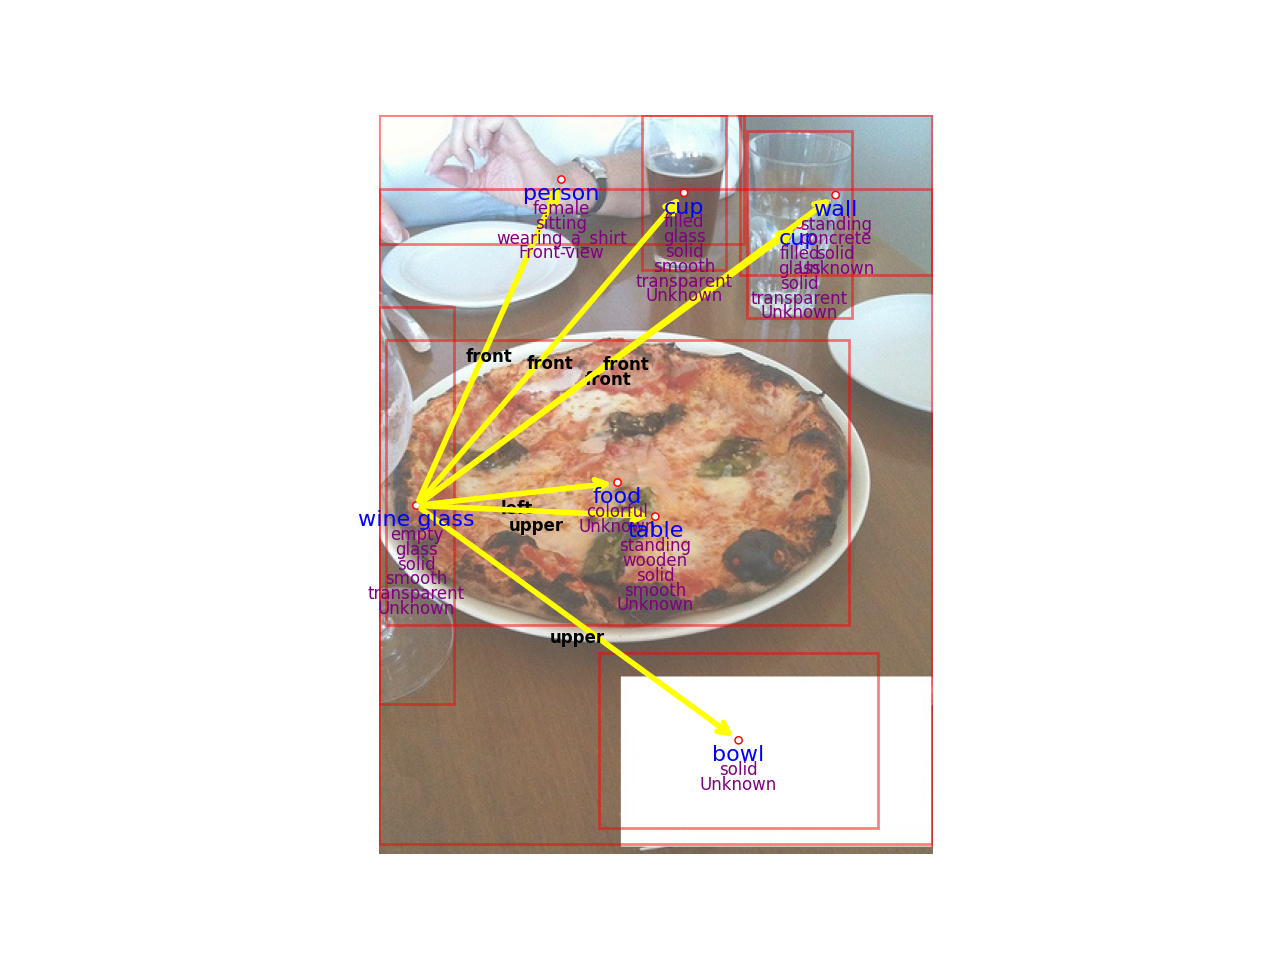 person
female
sitting
wearing_a_shirt
Front-view
cup
filled
glass
solid
smooth
transparent
Unknown
wall
standing
concrete
solid
Unknown
cup
filled
glass
solid
transparent
Unknown
front
front
front
front
food
colorful
Unknown
left
upper
table
standing
wooden
solid
smooth
Unknown
wine glass
empty
glass
solid
smooth
transparent
Unknown
upper
bowl
solid
Unknown